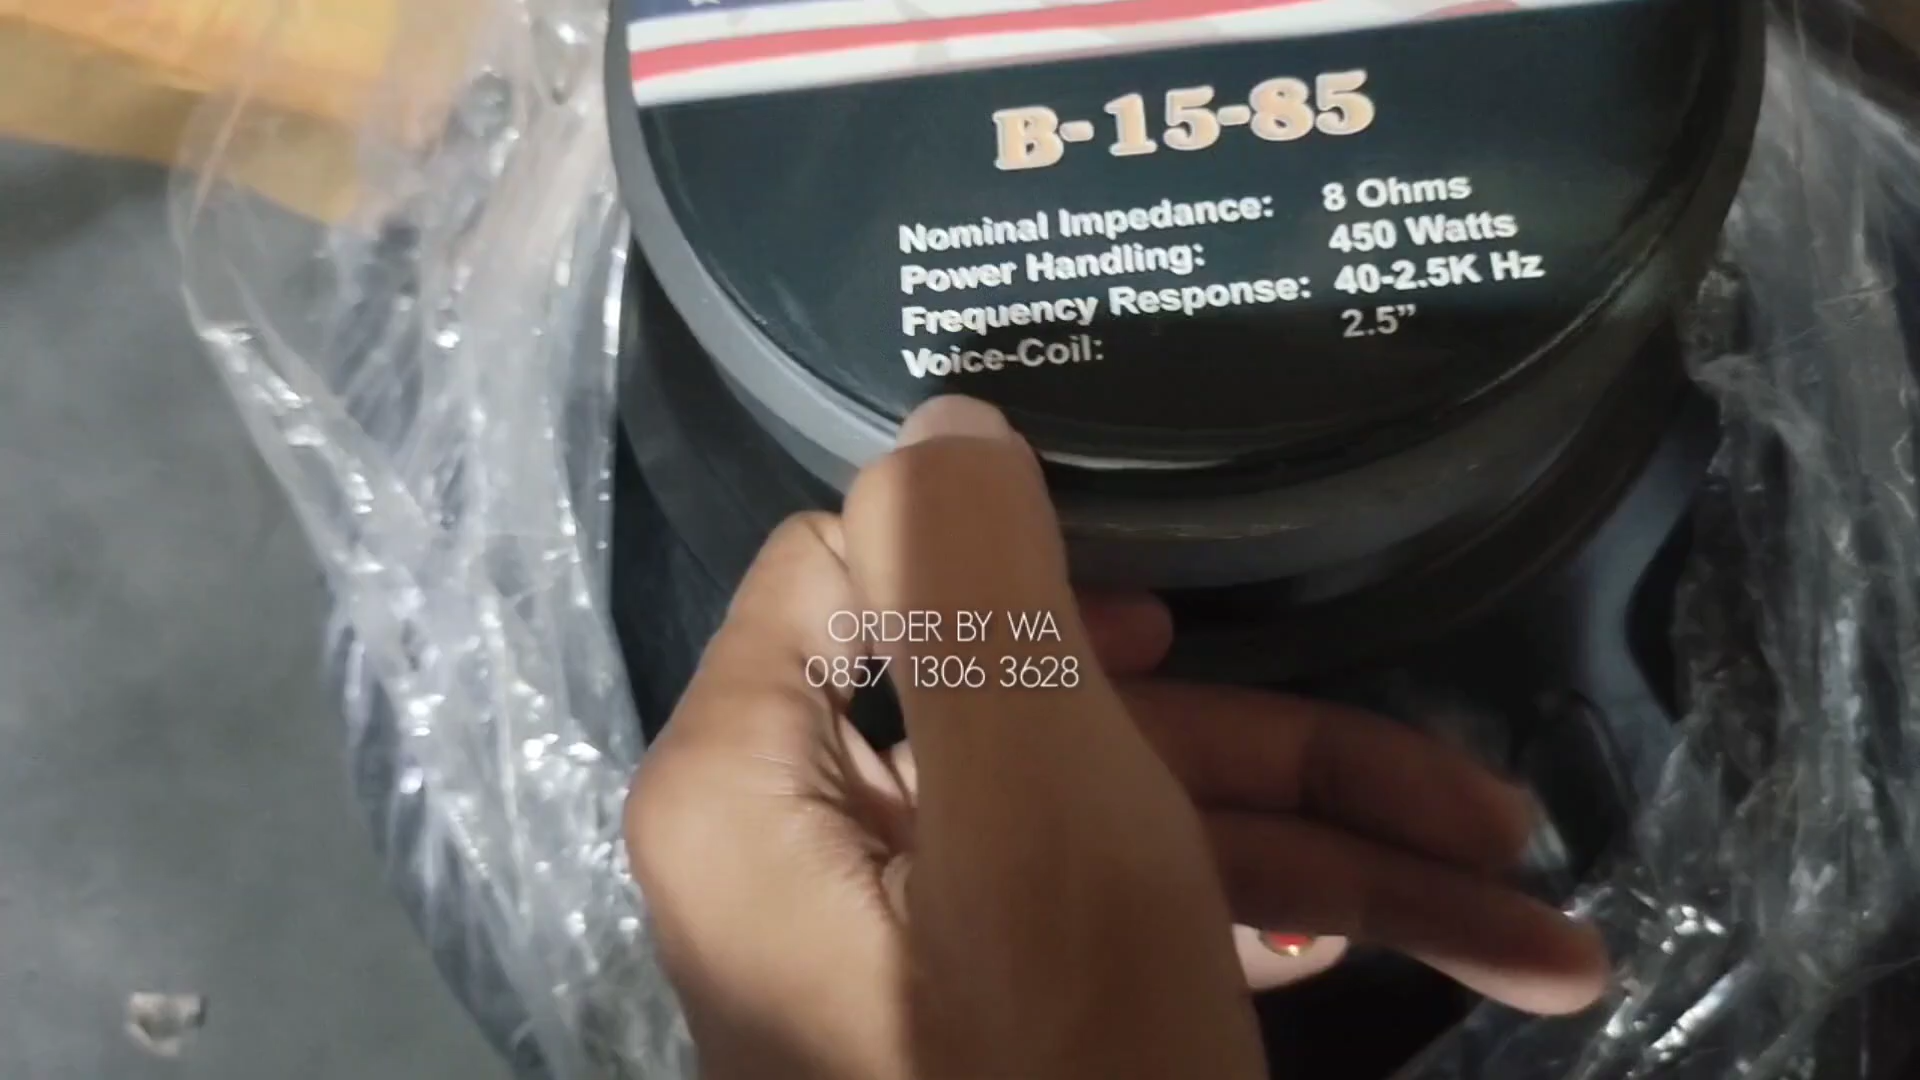 B-15-85
Nominal Impedance: 8 Ohms
Power Handling: 450 Watts
Frequency Response: 40-2.5K Hz
Voice-Coil: 2.5”
ORDER BY WA
0857 1306 3628